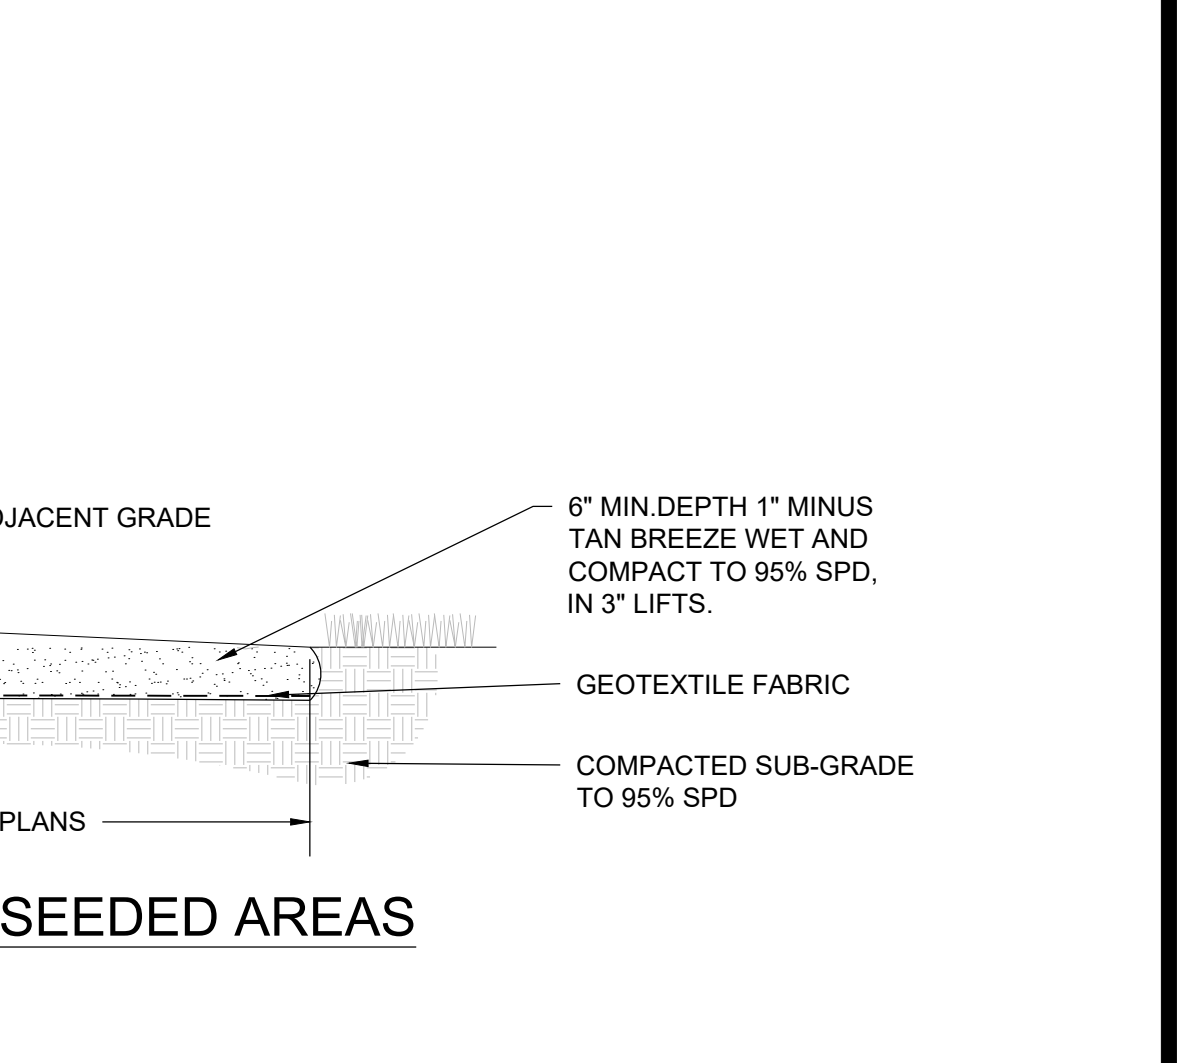 JACENT GRADE
6" MIN.DEPTH 1" MINUS
TAN BREEZE WET AND
COMPACT TO 95% SPD,
IN 3" LIFTS.
GEOTEXTILE FABRIC
COMPACTED SUB-GRADE
TO 95% SPD
PLANS
SEEDED AREAS